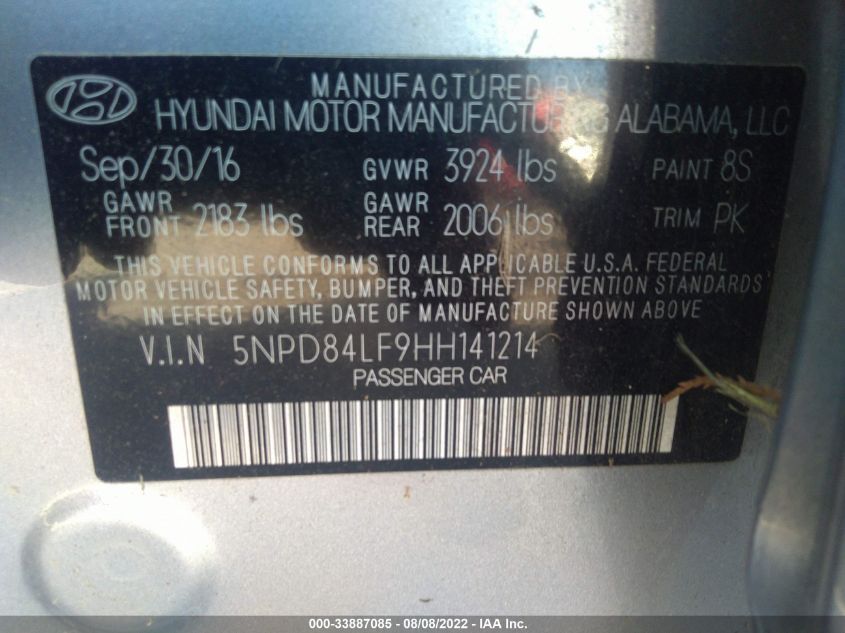 MANUFACTURED BY
HYUNDAI MOTOR MANUFACTURING ALABAMA, LLC
Sep/30/16 GVWR 3924 lbs PAINT 8S
GAWR FRONT 2183 lbs GAWR REAR 2006 lbs TRIM PK
THIS VEHICLE CONFORMS TO ALL APPLICABLE U.S.A. FEDERAL
MOTOR VEHICLE SAFETY, BUMPER, AND THEFT PREVENTION STANDARDS
IN EFFECT ON THE DATE OF MANUFACTURE SHOWN ABOVE
V.I.N 5NPD84LF9HH141214
PASSENGER CAR
000-33887085 - 08/08/2022 - IAA Inc.